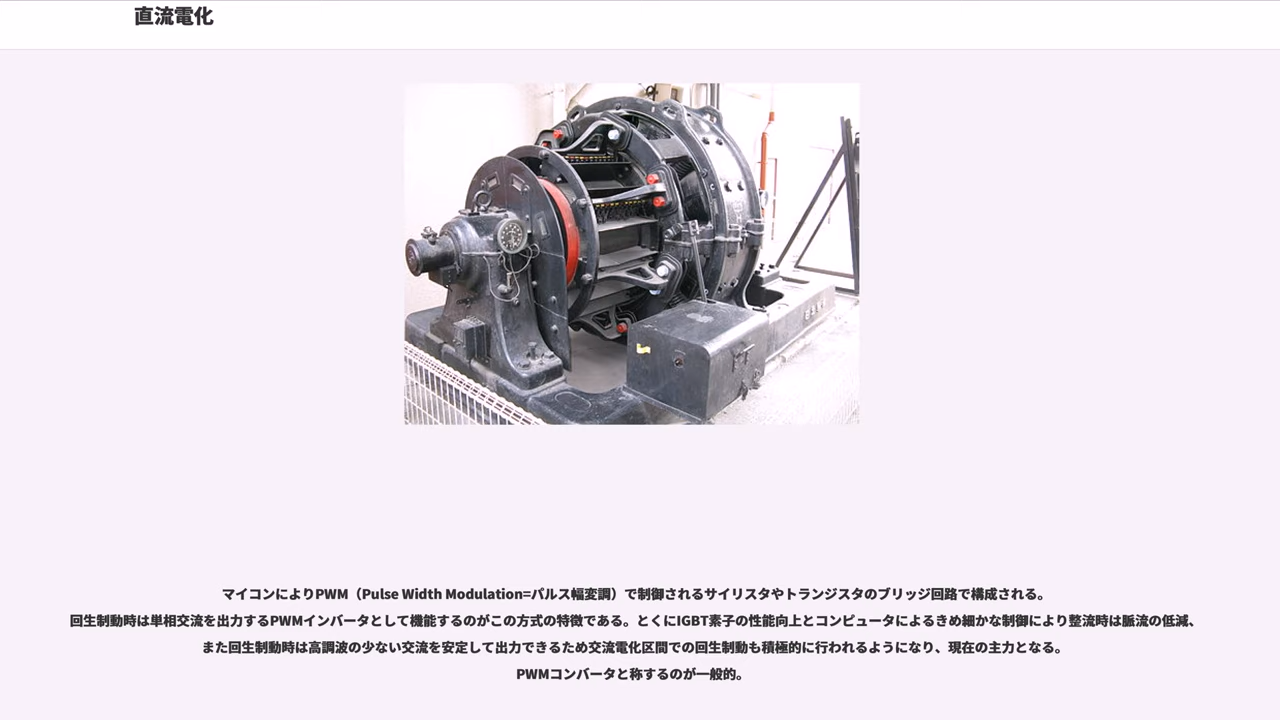 直流電化
マイコンによりPWM（Pulse Width Modulation=パルス幅変調）で制御されるサイリスタやトランジスタのブリッジ回路で構成される。
回生制動時は単相交流を出力するPWMインバータとして機能するのがこの方式の特徴である。とくにIGBT素子の性能向上とコンピュータによるきめ細かな制御により整流時は脈流の低減、
また回生制動時は高調波の少ない交流を安定して出力できるため交流電化区間での回生制動も積極的に行われるようになり、現在の主力となる。
PWMコンバータと称するのが一般的。